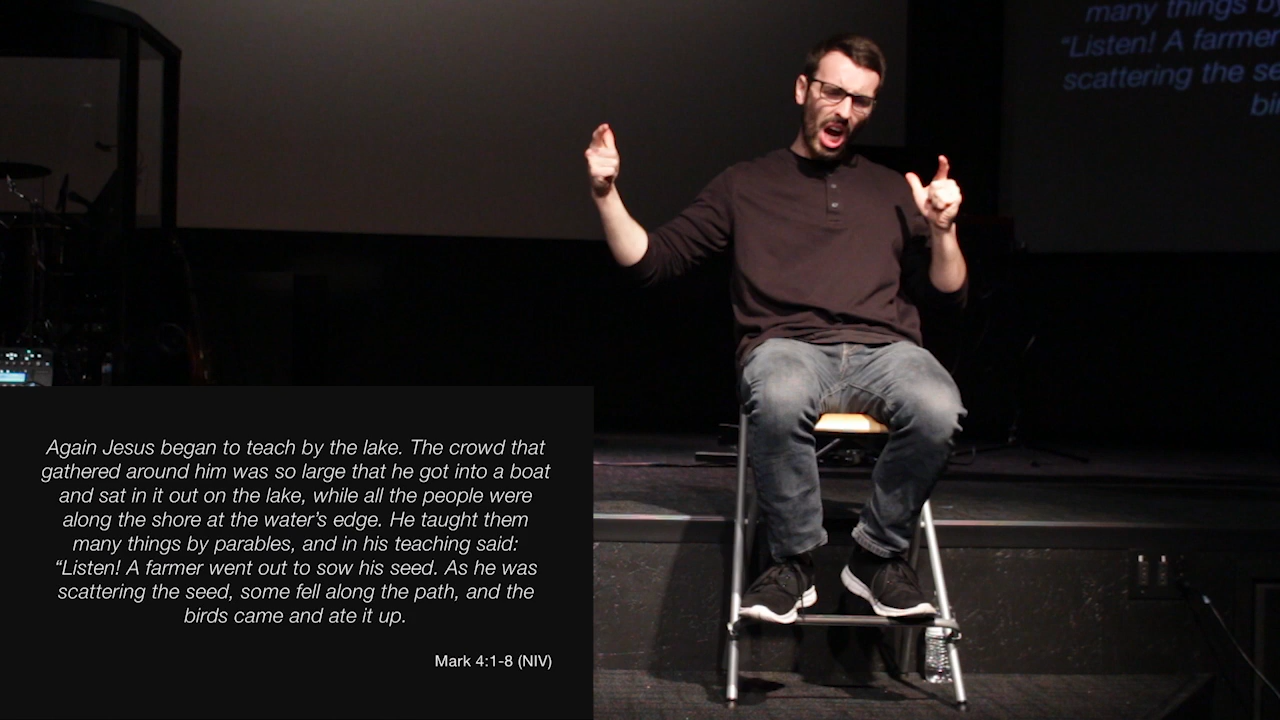 many things by
“Listen! A farmer
scattering the se
bi
Again Jesus began to teach by the lake. The crowd that
gathered around him was so large that he got into a boat
and sat in it out on the lake, while all the people were
along the shore at the water’s edge. He taught them
many things by parables, and in his teaching said:
“Listen! A farmer went out to sow his seed. As he was
scattering the seed, some fell along the path, and the
birds came and ate it up.
Mark 4:1-8 (NIV)